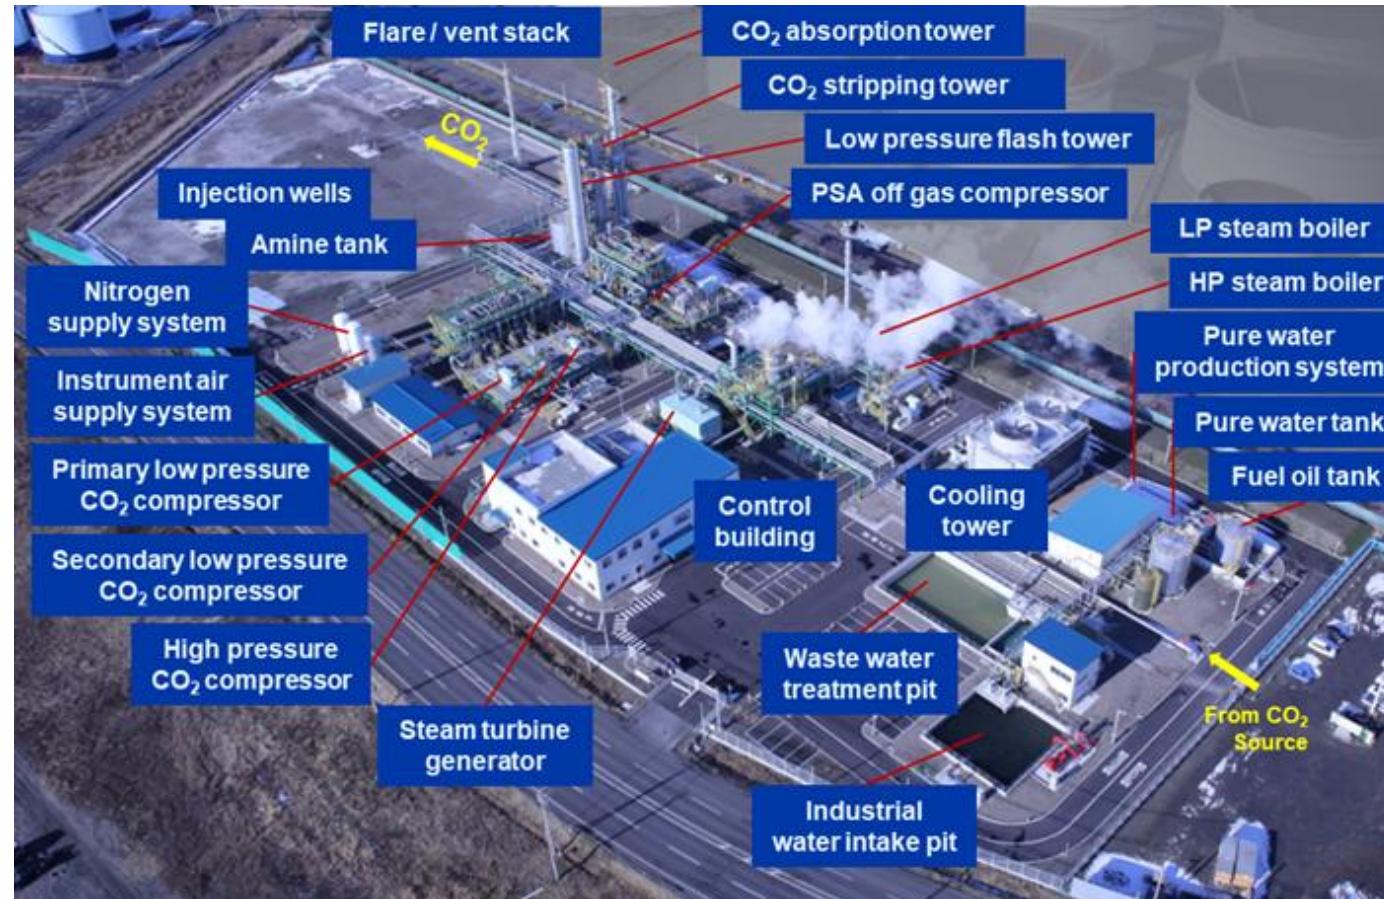 Flare / vent stack
CO₂ absorption tower
CO₂ stripping tower
Low pressure flash tower
PSA off gas compressor
CO₂
Injection wells
Amine tank
LP steam boiler
HP steam boiler
Nitrogen
supply system
Instrument air
supply system
Pure water
production system
Pure water tank
Fuel oil tank
Primary low pressure
CO₂ compressor
Secondary low pressure
CO₂ compressor
High pressure
CO₂ compressor
Steam turbine
generator
Control
building
Cooling
tower
Waste water
treatment pit
Industrial
water intake pit
From CO₂
Source